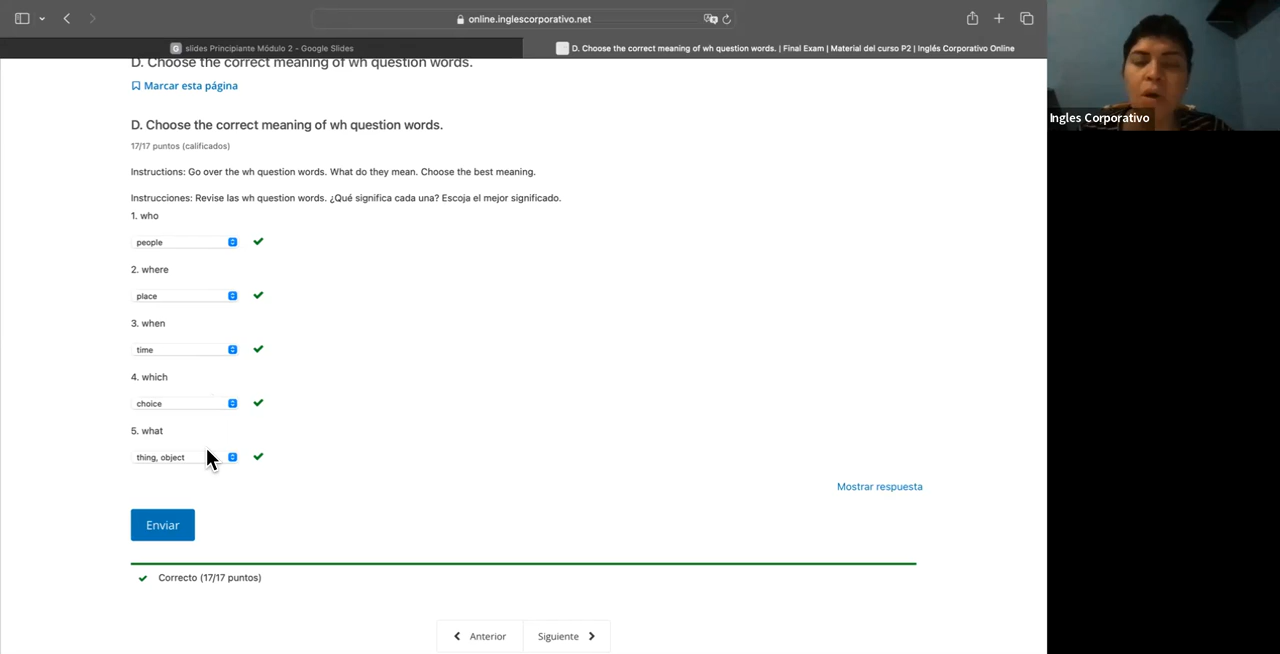 online.inglescorporativo.net
slides Principiante Módulo 2 - Google Slides
D. Choose the correct meaning of wh question words. | Final Exam | Material del curso P2 | Inglés Corporativo Online
D. Choose the correct meaning of wh question words.
Marcar esta página
Ingles Corporativo
D. Choose the correct meaning of wh question words.
17/17 puntos (calificados)
Instructions: Go over the wh question words. What do they mean. Choose the best meaning.
Instrucciones: Revise las wh question words. ¿Qué significa cada una? Escoja el mejor significado.
1. who
people
2. where
place
3. when
time
4. which
choice
5. what
thing, object
Mostrar respuesta
Enviar
Correcto (17/17 puntos)
Anterior
Siguiente